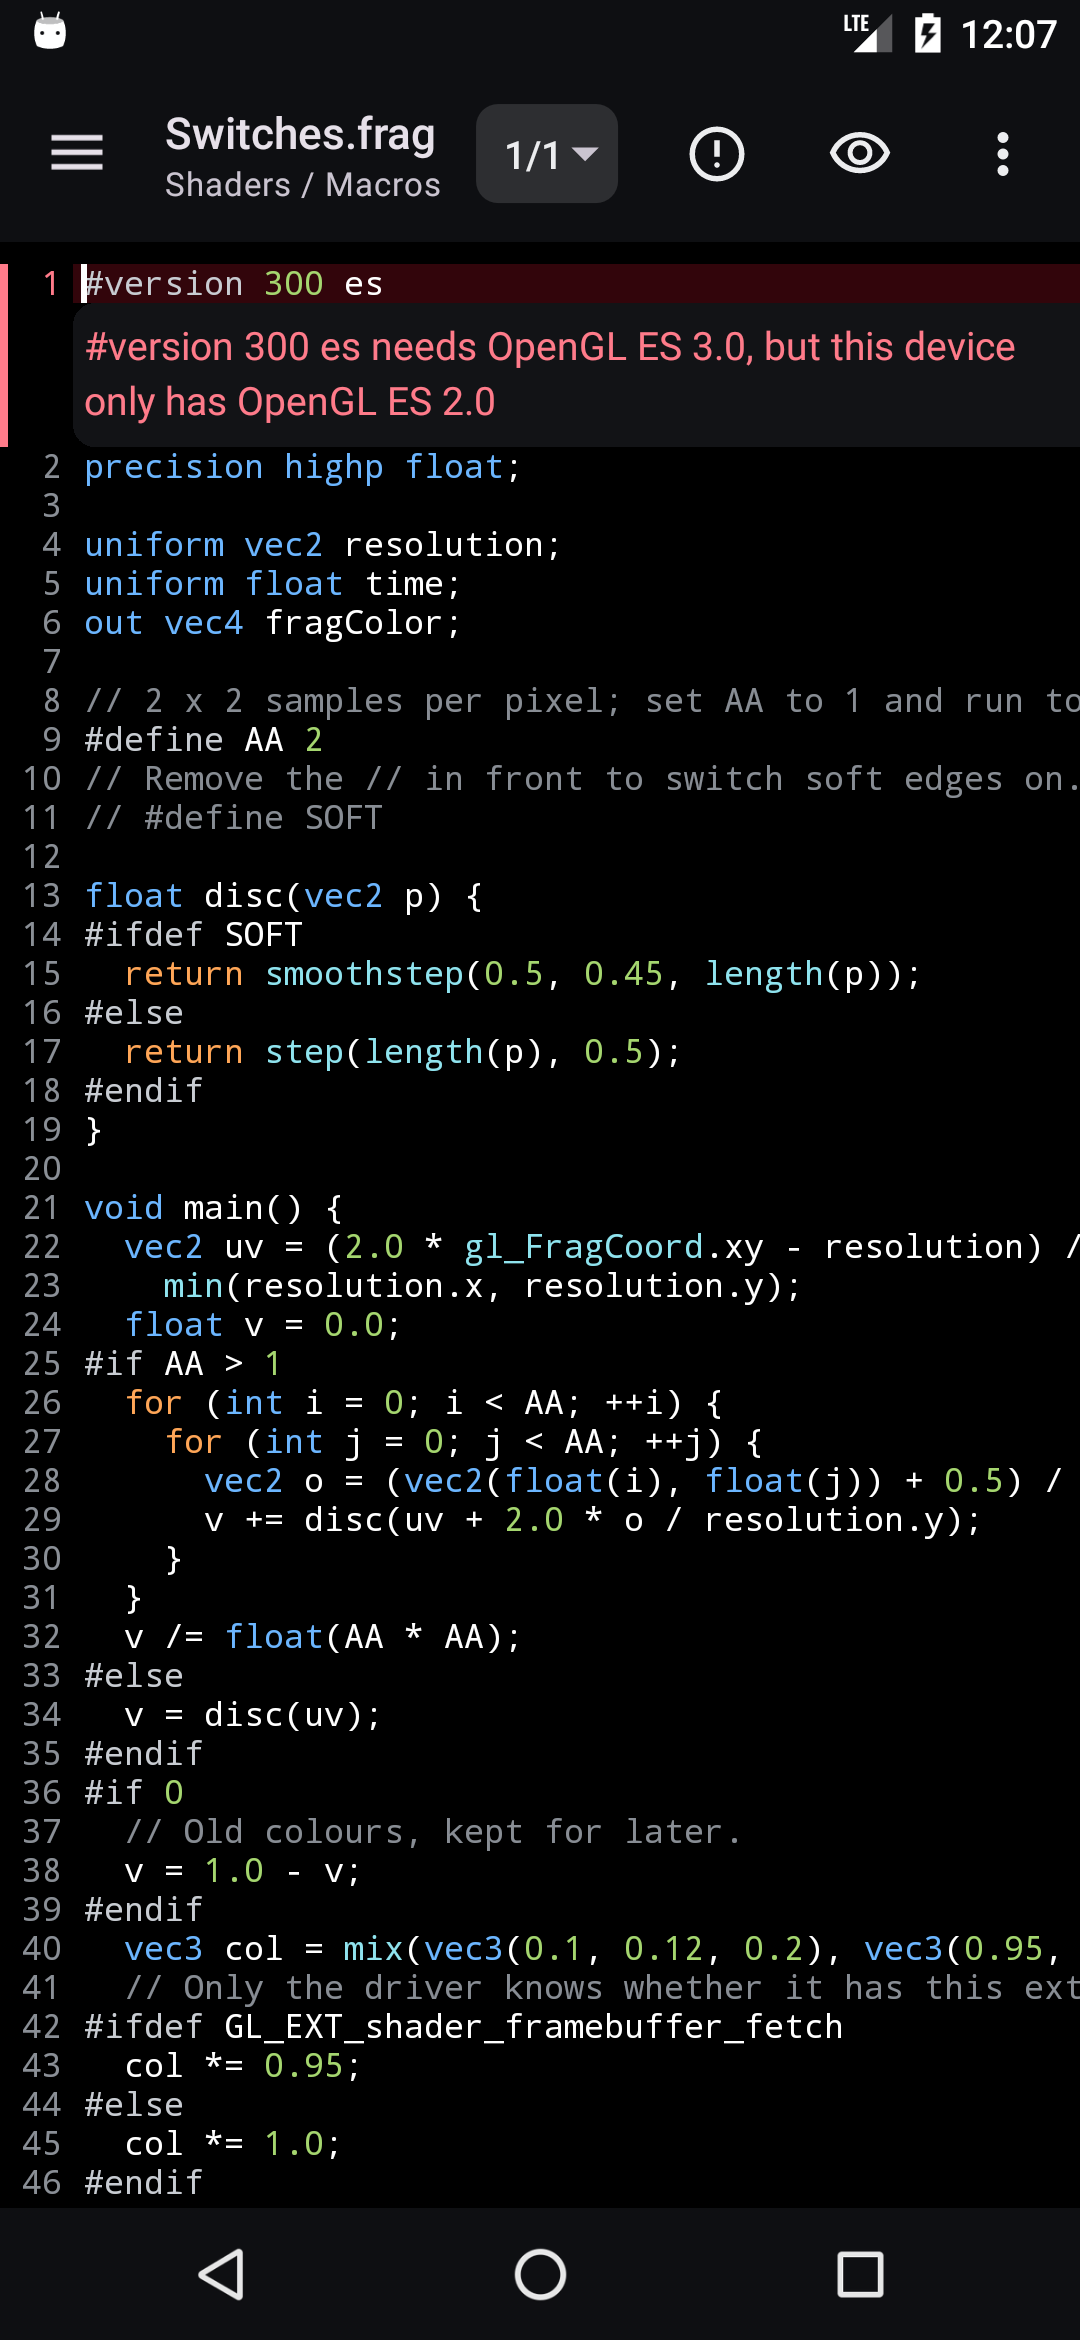 LTE 12:07
Switches.frag
Shaders / Macros
1/1
1 #version 300 es
#version 300 es needs OpenGL ES 3.0, but this device
only has OpenGL ES 2.0
2 precision highp float;
3
4 uniform vec2 resolution;
5 uniform float time;
6 out vec4 fragColor;
7
8 // 2 x 2 samples per pixel; set AA to 1 and run to
9 #define AA 2
10 // Remove the // in front to switch soft edges on.
11 // #define SOFT
12
13 float disc(vec2 p) {
14 #ifdef SOFT
15   return smoothstep(0.5, 0.45, length(p));
16 #else
17   return step(length(p), 0.5);
18 #endif
19 }
20
21 void main() {
22   vec2 uv = (2.0 * gl_FragCoord.xy - resolution) /
23     min(resolution.x, resolution.y);
24   float v = 0.0;
25 #if AA > 1
26   for (int i = 0; i < AA; ++i) {
27     for (int j = 0; j < AA; ++j) {
28       vec2 o = (vec2(float(i), float(j)) + 0.5) /
29       v += disc(uv + 2.0 * o / resolution.y);
30     }
31   }
32   v /= float(AA * AA);
33 #else
34   v = disc(uv);
35 #endif
36 #if 0
37   // Old colours, kept for later.
38   v = 1.0 - v;
39 #endif
40   vec3 col = mix(vec3(0.1, 0.12, 0.2), vec3(0.95,
41   // Only the driver knows whether it has this ext
42 #ifdef GL_EXT_shader_framebuffer_fetch
43   col *= 0.95;
44 #else
45   col *= 1.0;
46 #endif